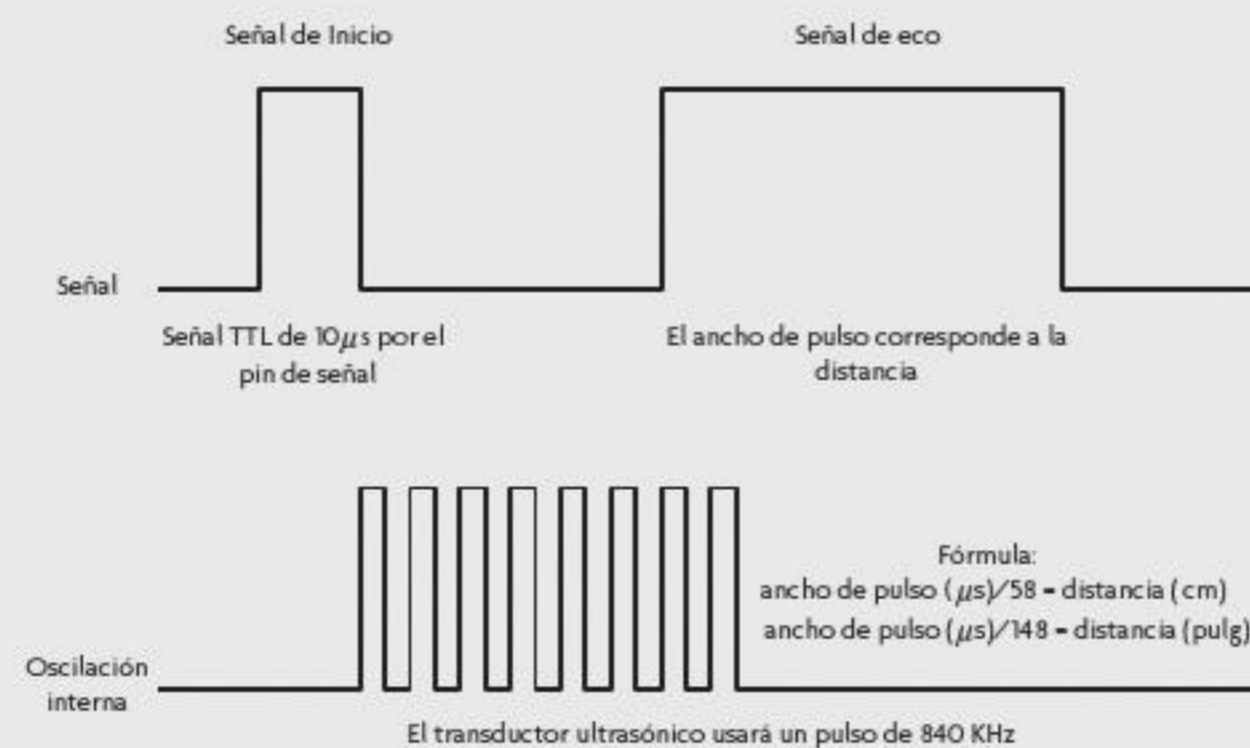 Señal de Inicio
Señal de eco
Señal
Señal TTL de 10µs por el
pin de señal
El ancho de pulso corresponde a la
distancia
Fórmula:
ancho de pulso (µs)/58 = distancia (cm)
ancho de pulso (µs)/148 = distancia (pulg)
Oscilación
interna
El transductor ultrasónico usará un pulso de 840 KHz